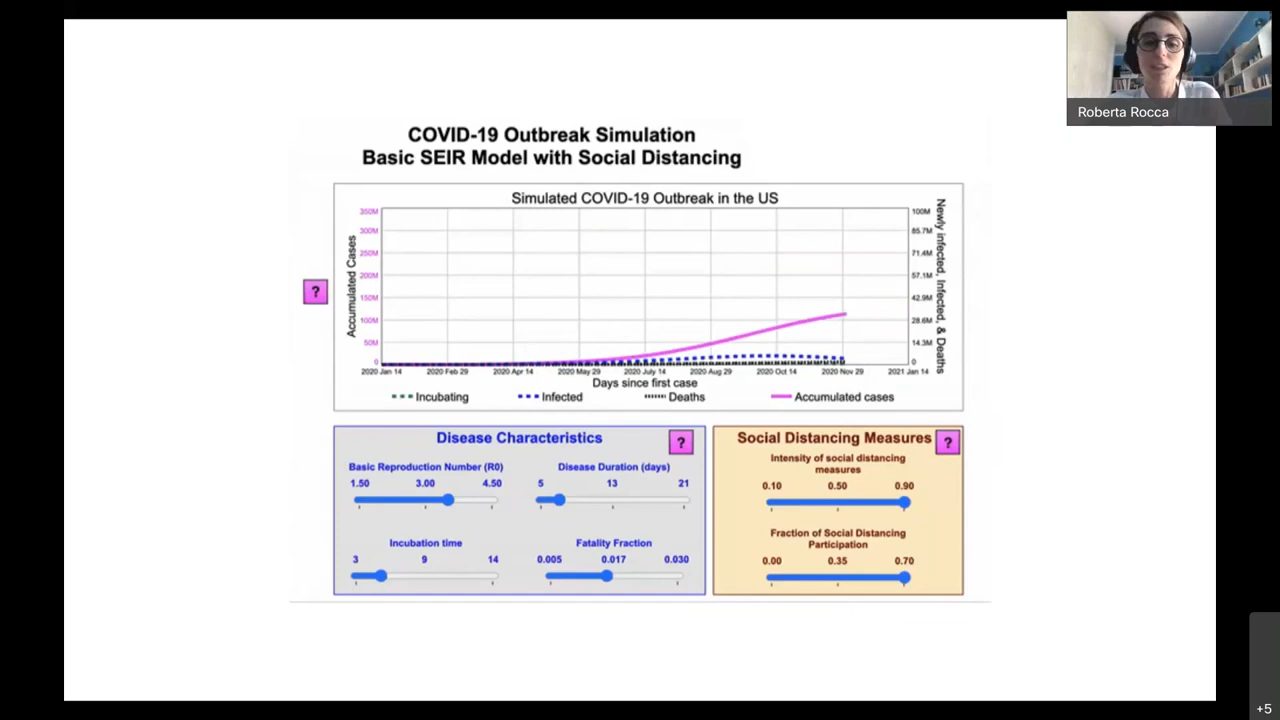 Roberta Rocca
COVID-19 Outbreak Simulation
Basic SEIR Model with Social Distancing
Simulated COVID-19 Outbreak in the US
350M
300M
250M
200M
150M
100M
50M
0
Accumulated Cases
100M
85.7M
71.4M
57.1M
42.9M
28.6M
14.3M
0
Newly infected, Infected, & Deaths
?
2020 Jan 14 2020 Feb 29 2020 Apr 14 2020 May 29 2020 July 14 2020 Aug 29 2020 Oct 14 2020 Nov 29 2021 Jan 14
Days since first case
Incubating Infected Deaths Accumulated cases
Disease Characteristics ?
Basic Reproduction Number (R0)
1.50 3.00 4.50
Disease Duration (days)
5 13 21
Incubation time
3 9 14
Fatality Fraction
0.005 0.017 0.030
Social Distancing Measures ?
Intensity of social distancing
measures
0.10 0.50 0.90
Fraction of Social Distancing
Participation
0.00 0.35 0.70
+5